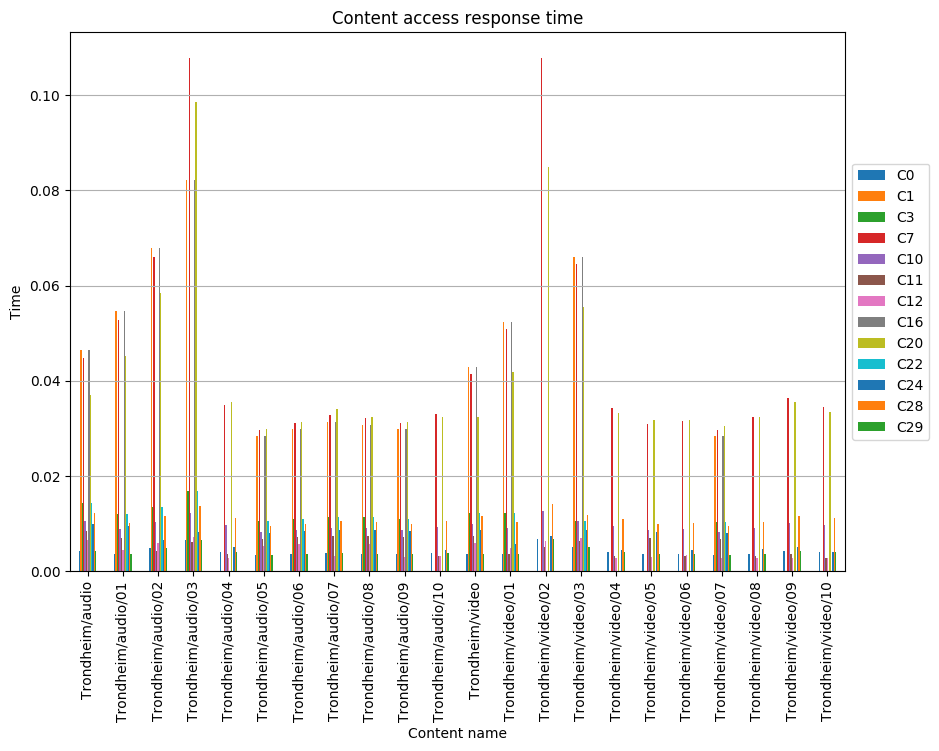 Content access response time
Time
0.10
0.08
0.06
0.04
0.02
0.00
Trondheim/audio
Trondheim/audio/01
Trondheim/audio/02
Trondheim/audio/03
Trondheim/audio/04
Trondheim/audio/05
Trondheim/audio/06
Trondheim/audio/07
Trondheim/audio/08
Trondheim/audio/09
Trondheim/audio/10
Trondheim/video
Trondheim/video/01
Trondheim/video/02
Trondheim/video/03
Trondheim/video/04
Trondheim/video/05
Trondheim/video/06
Trondheim/video/07
Trondheim/video/08
Trondheim/video/09
Trondheim/video/10
Content name
C0
C1
C3
C7
C10
C11
C12
C16
C20
C22
C24
C28
C29